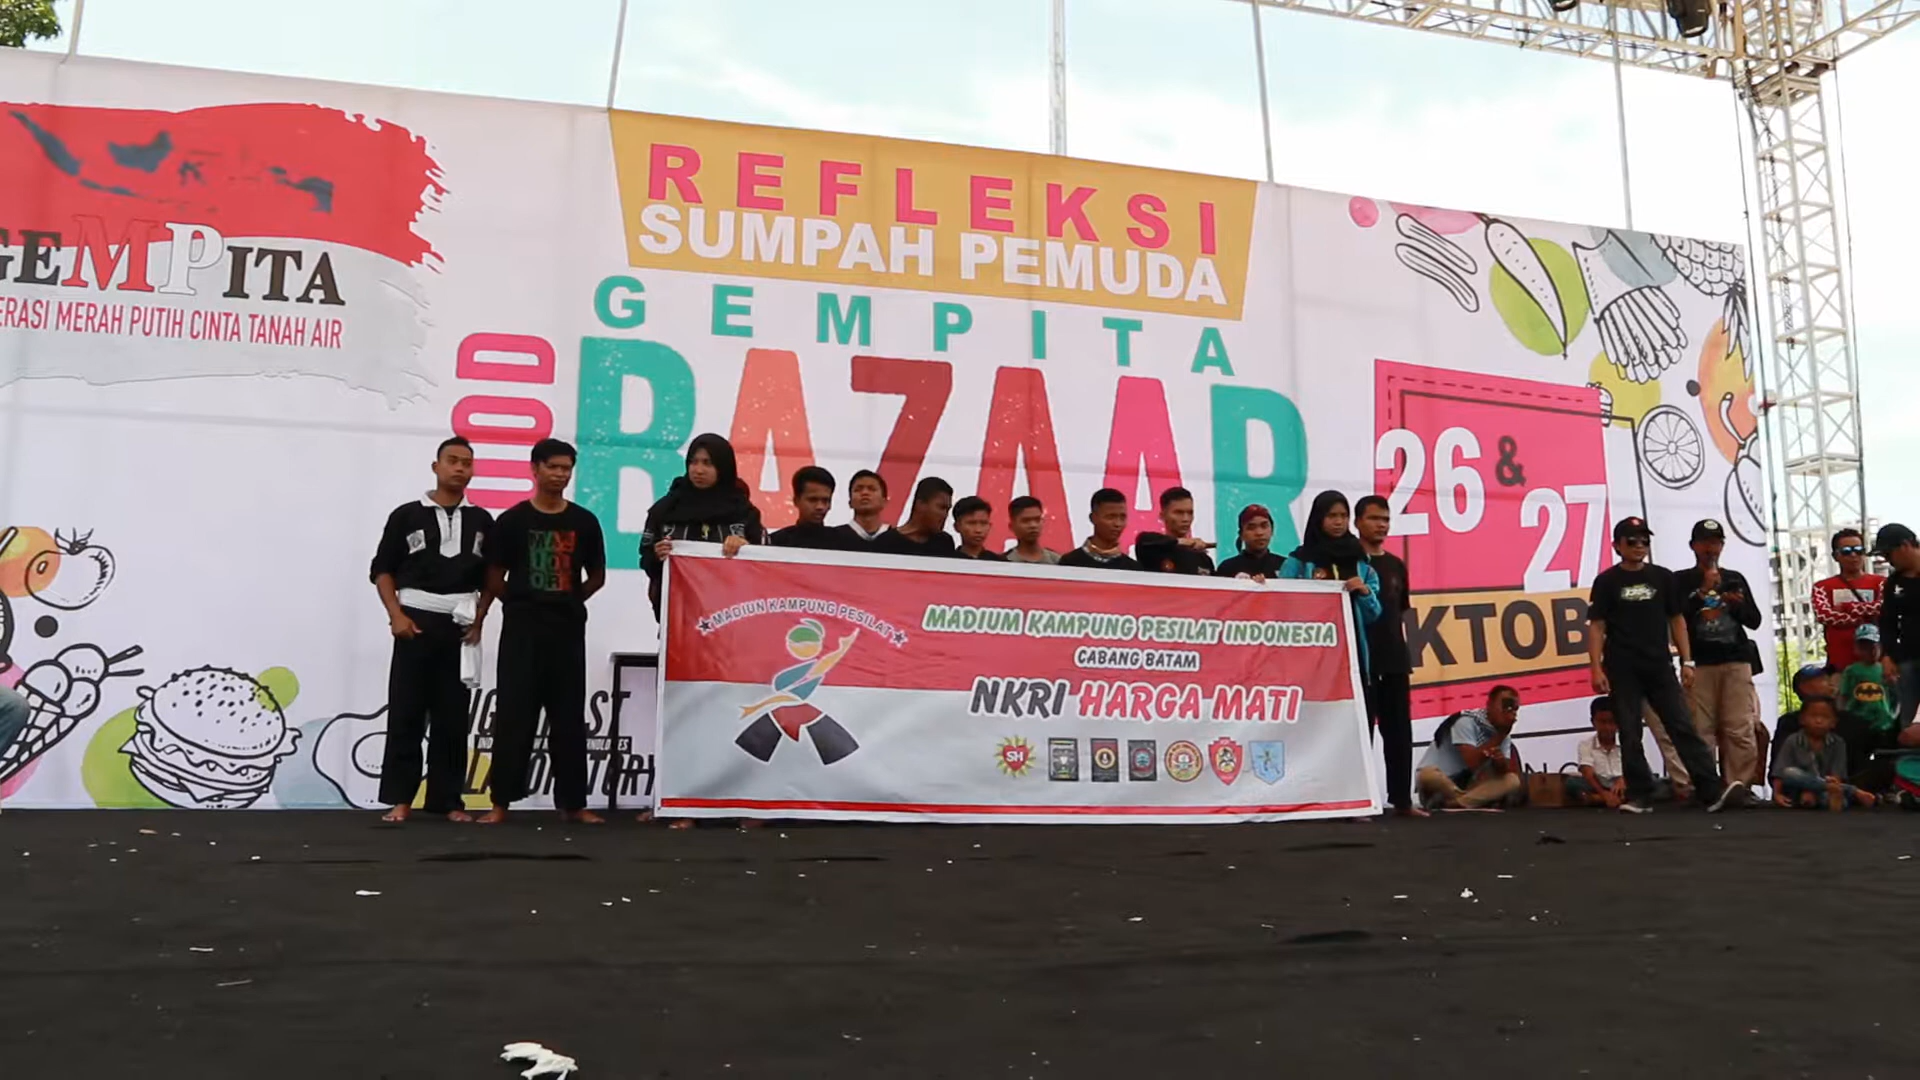 REFLEKSI
SUMPAH PEMUDA
GEMPITA
BAZAAR
GEMPITA
ERASI MERAH PUTIH CINTA TANAH AIR
26 & 27
KTOB
MADIUN KAMPUNG PESILAT
MADIUM KAMPUNG PESILAT INDONESIA
CABANG BATAM
NKRI HARGA MATI
SH